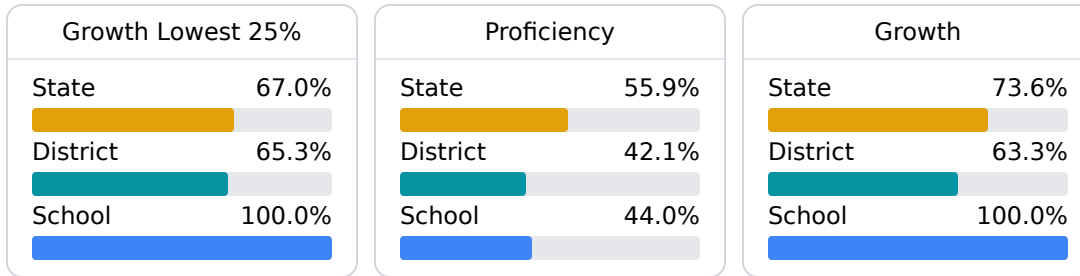 Growth Lowest 25%
State 67.0%
District 65.3%
School 100.0%
Proficiency
State 55.9%
District 42.1%
School 44.0%
Growth
State 73.6%
District 63.3%
School 100.0%